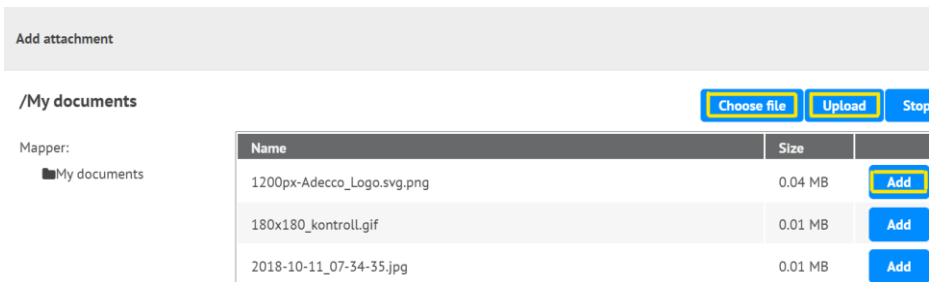 Add attachment
/My documents
Choose file Upload Stop
Mapper:
My documents
Name Size
1200px-Adecco_Logo.svg.png 0.04 MB Add
180x180_kontroll.gif 0.01 MB Add
2018-10-11_07-34-35.jpg 0.01 MB Add